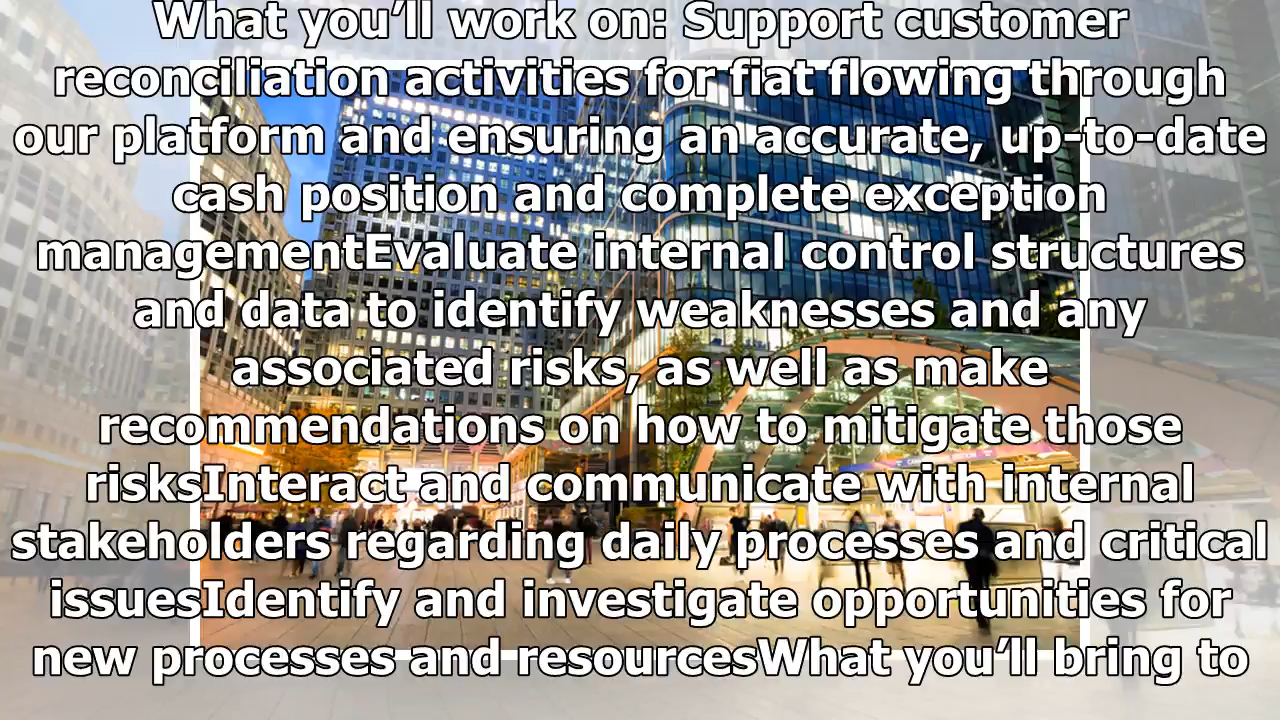 What you’ll work on: Support customer
reconciliation activities for fiat flowing through
our platform and ensuring an accurate, up-to-date
cash position and complete exception
managementEvaluate internal control structures
and data to identify weaknesses and any
associated risks, as well as make
recommendations on how to mitigate those
risksInteract and communicate with internal
stakeholders regarding daily processes and critical
issuesIdentify and investigate opportunities for
new processes and resourcesWhat you’ll bring to